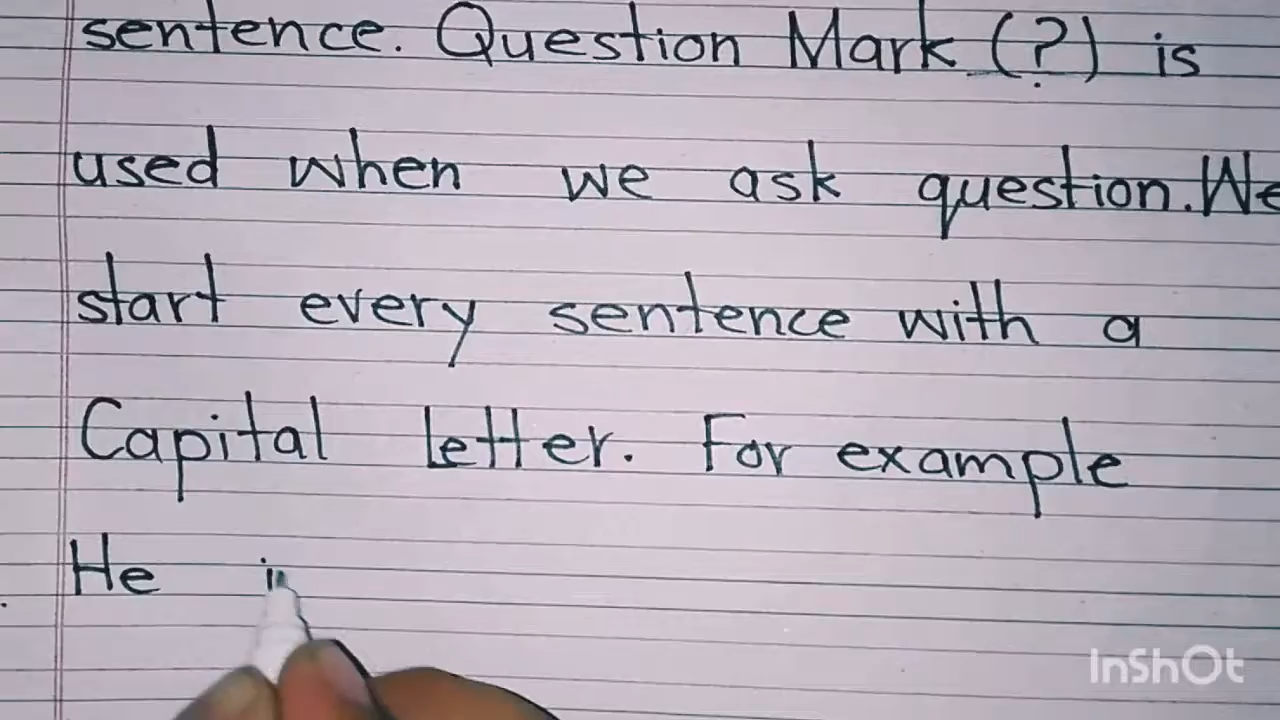 sentence. Question Mark (?) is
used when we ask question. We
start every sentence with a
Capital letter. For example
He
InShOt